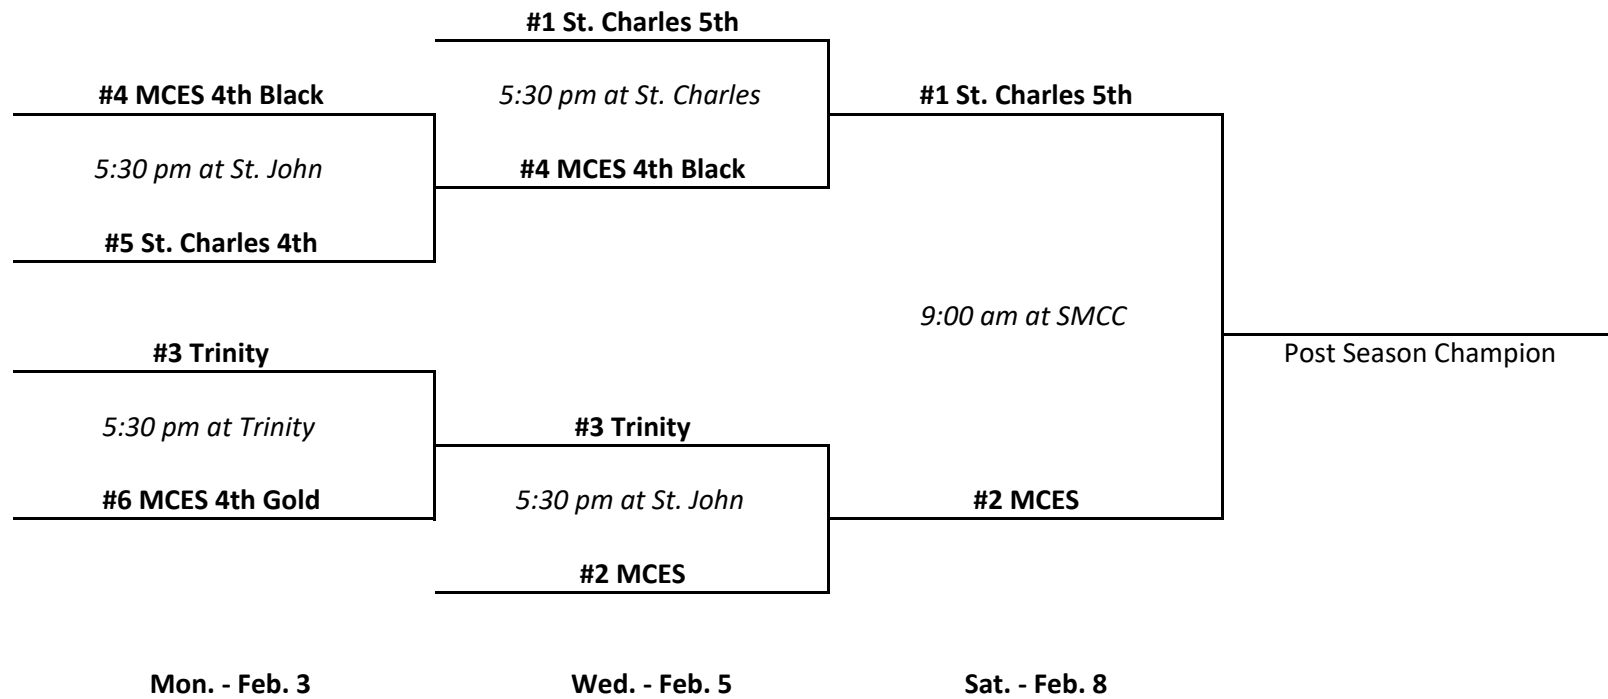 #1 St. Charles 5th
#4 MCES 4th Black
5:30 pm at St. Charles
#1 St. Charles 5th
5:30 pm at St. John
#4 MCES 4th Black
#5 St. Charles 4th
9:00 am at SMCC
#3 Trinity
Post Season Champion
5:30 pm at Trinity
#3 Trinity
#6 MCES 4th Gold
5:30 pm at St. John
#2 MCES
#2 MCES
Mon. - Feb. 3
Wed. - Feb. 5
Sat. - Feb. 8